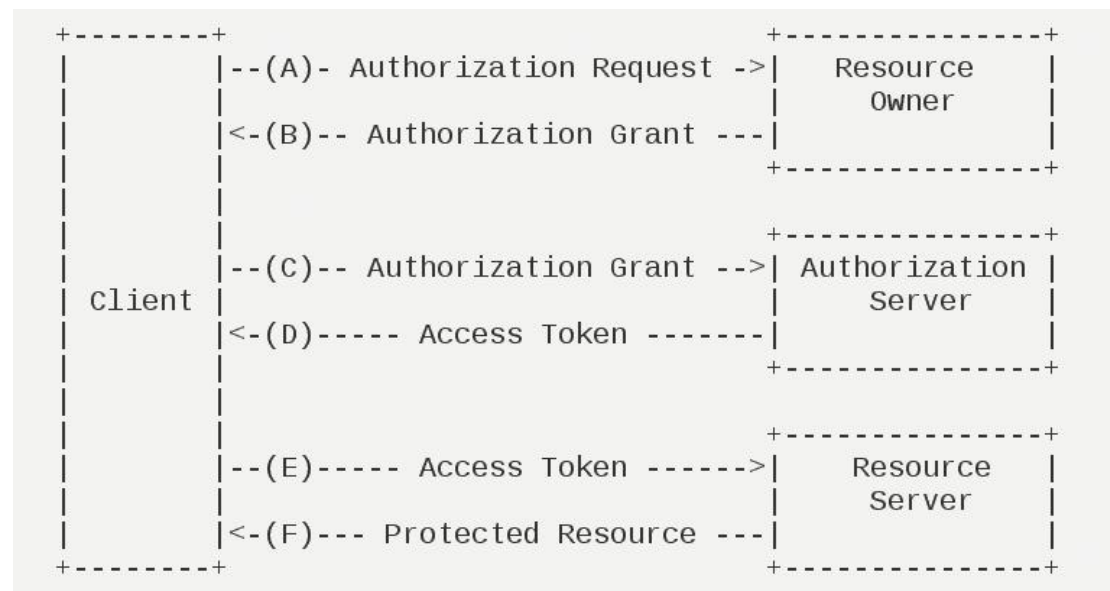 +--------+                               +---------------+
|        |--(A)- Authorization Request ->|   Resource    |
|        |                               |     Owner     |
|        |<-(B)-- Authorization Grant ---|               |
|        |                               +---------------+
|        |
|        |                               +---------------+
|        |--(C)-- Authorization Grant -->| Authorization |
| Client |                               |     Server    |
|        |<-(D)----- Access Token -------|               |
|        |                               +---------------+
|        |
|        |                               +---------------+
|        |--(E)----- Access Token ------>|    Resource   |
|        |                               |     Server    |
|        |<-(F)--- Protected Resource ---|               |
+--------+                               +---------------+